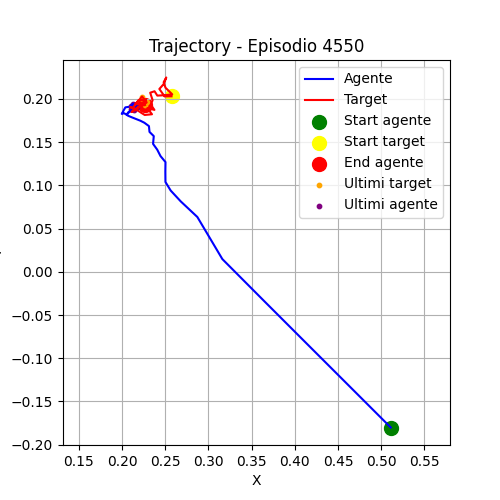 Trajectory - Episodio 4550
Agente
Target
Start agente
Start target
End agente
Ultimi target
Ultimi agente
0.20
0.15
0.10
0.05
0.00
−0.05
−0.10
−0.15
−0.20
0.15 0.20 0.25 0.30 0.35 0.40 0.45 0.50 0.55
X